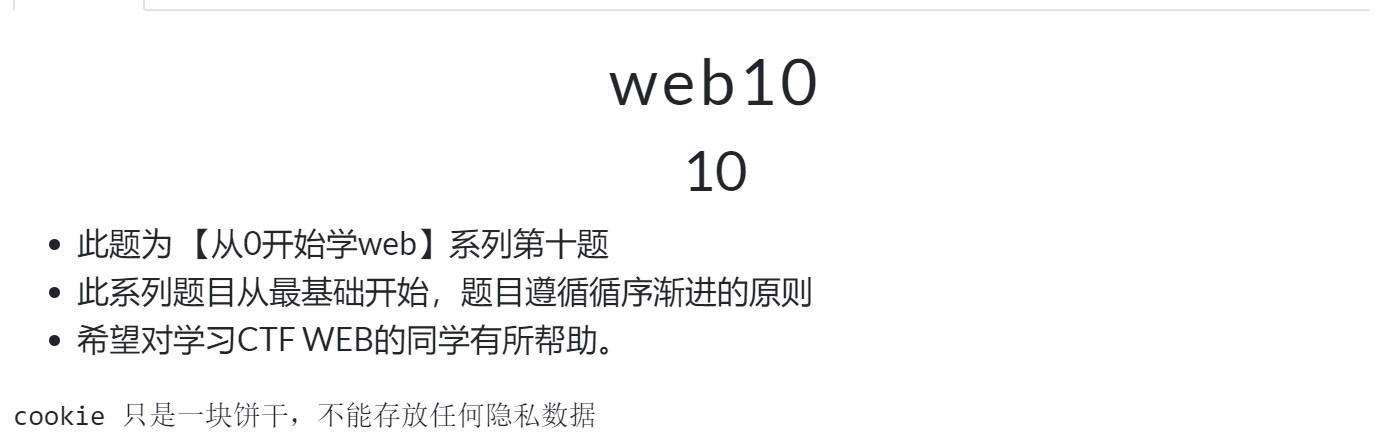 web10
10
此题为 【从0开始学web】系列第十题
此系列题目从最基础开始，题目遵循循序渐进的原则
希望对学习CTF WEB的同学有所帮助。
cookie 只是一块饼干，不能存放任何隐私数据